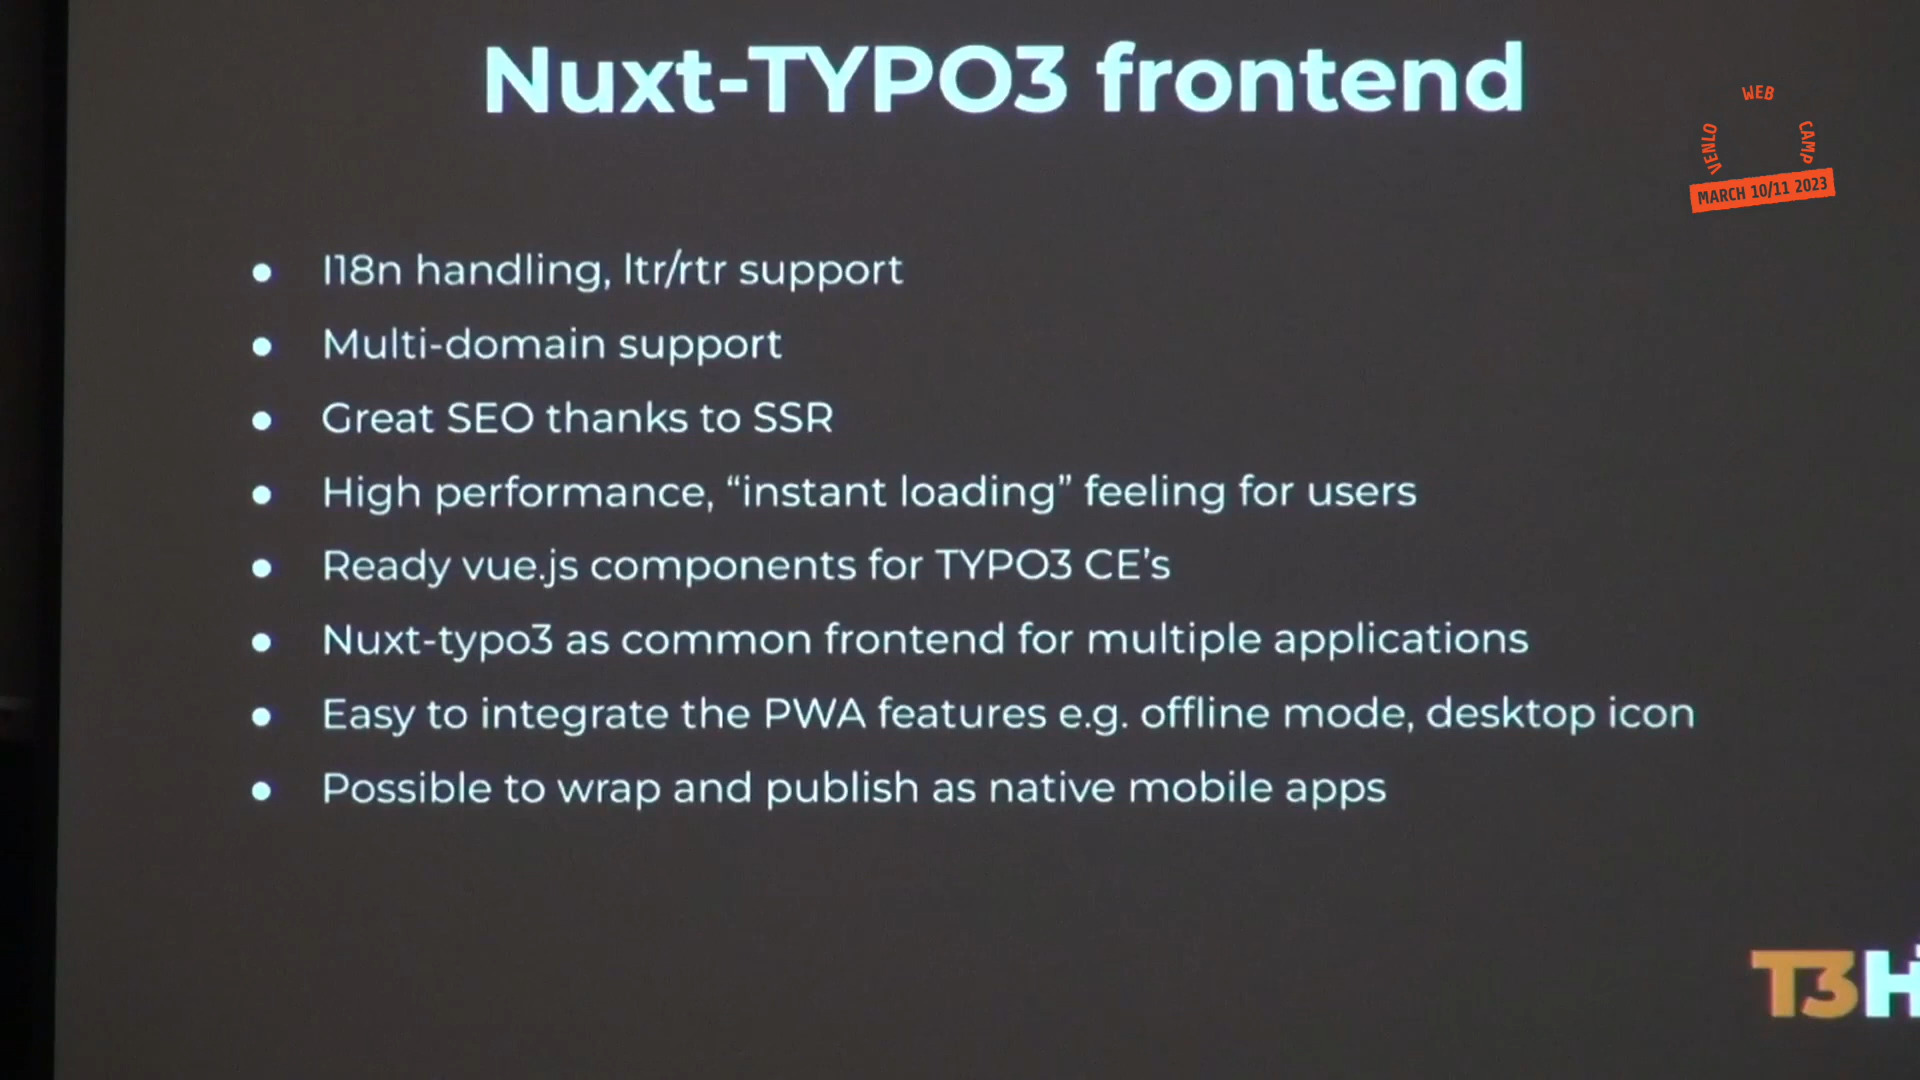 Nuxt-TYPO3 frontend
VENLO WEB CAMP
MARCH 10/11 2023
● I18n handling, ltr/rtr support
● Multi-domain support
● Great SEO thanks to SSR
● High performance, “instant loading” feeling for users
● Ready vue.js components for TYPO3 CE’s
● Nuxt-typo3 as common frontend for multiple applications
● Easy to integrate the PWA features e.g. offline mode, desktop icon
● Possible to wrap and publish as native mobile apps
T3H